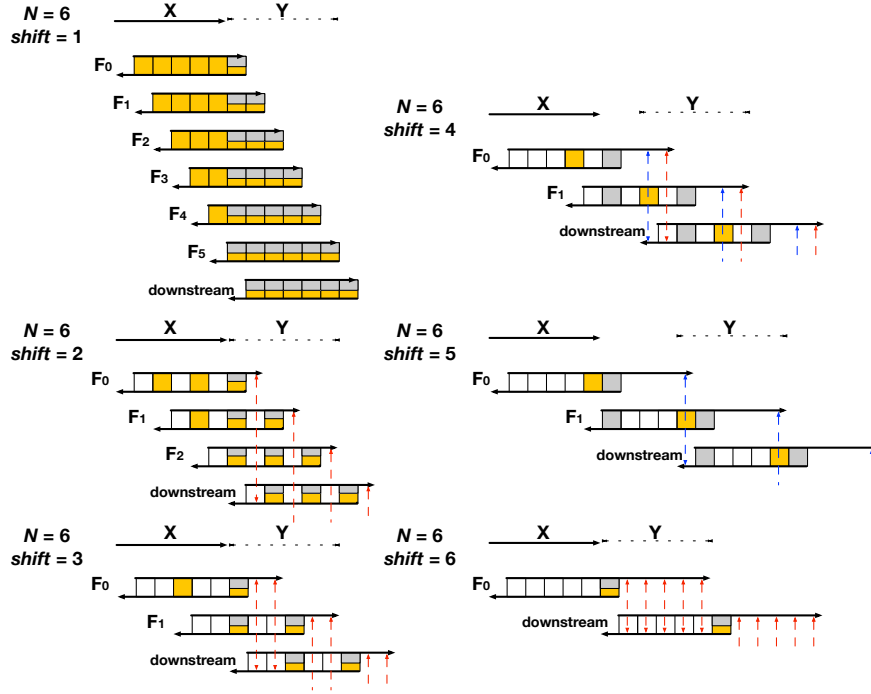 N = 6
shift = 1
X
Y
F0
F1
F2
F3
F4
F5
downstream
N = 6
shift = 2
X
Y
F0
F1
F2
downstream
N = 6
shift = 3
X
Y
F0
F1
downstream
N = 6
shift = 4
X
Y
F0
F1
downstream
N = 6
shift = 5
X
Y
F0
F1
downstream
N = 6
shift = 6
X
Y
F0
downstream